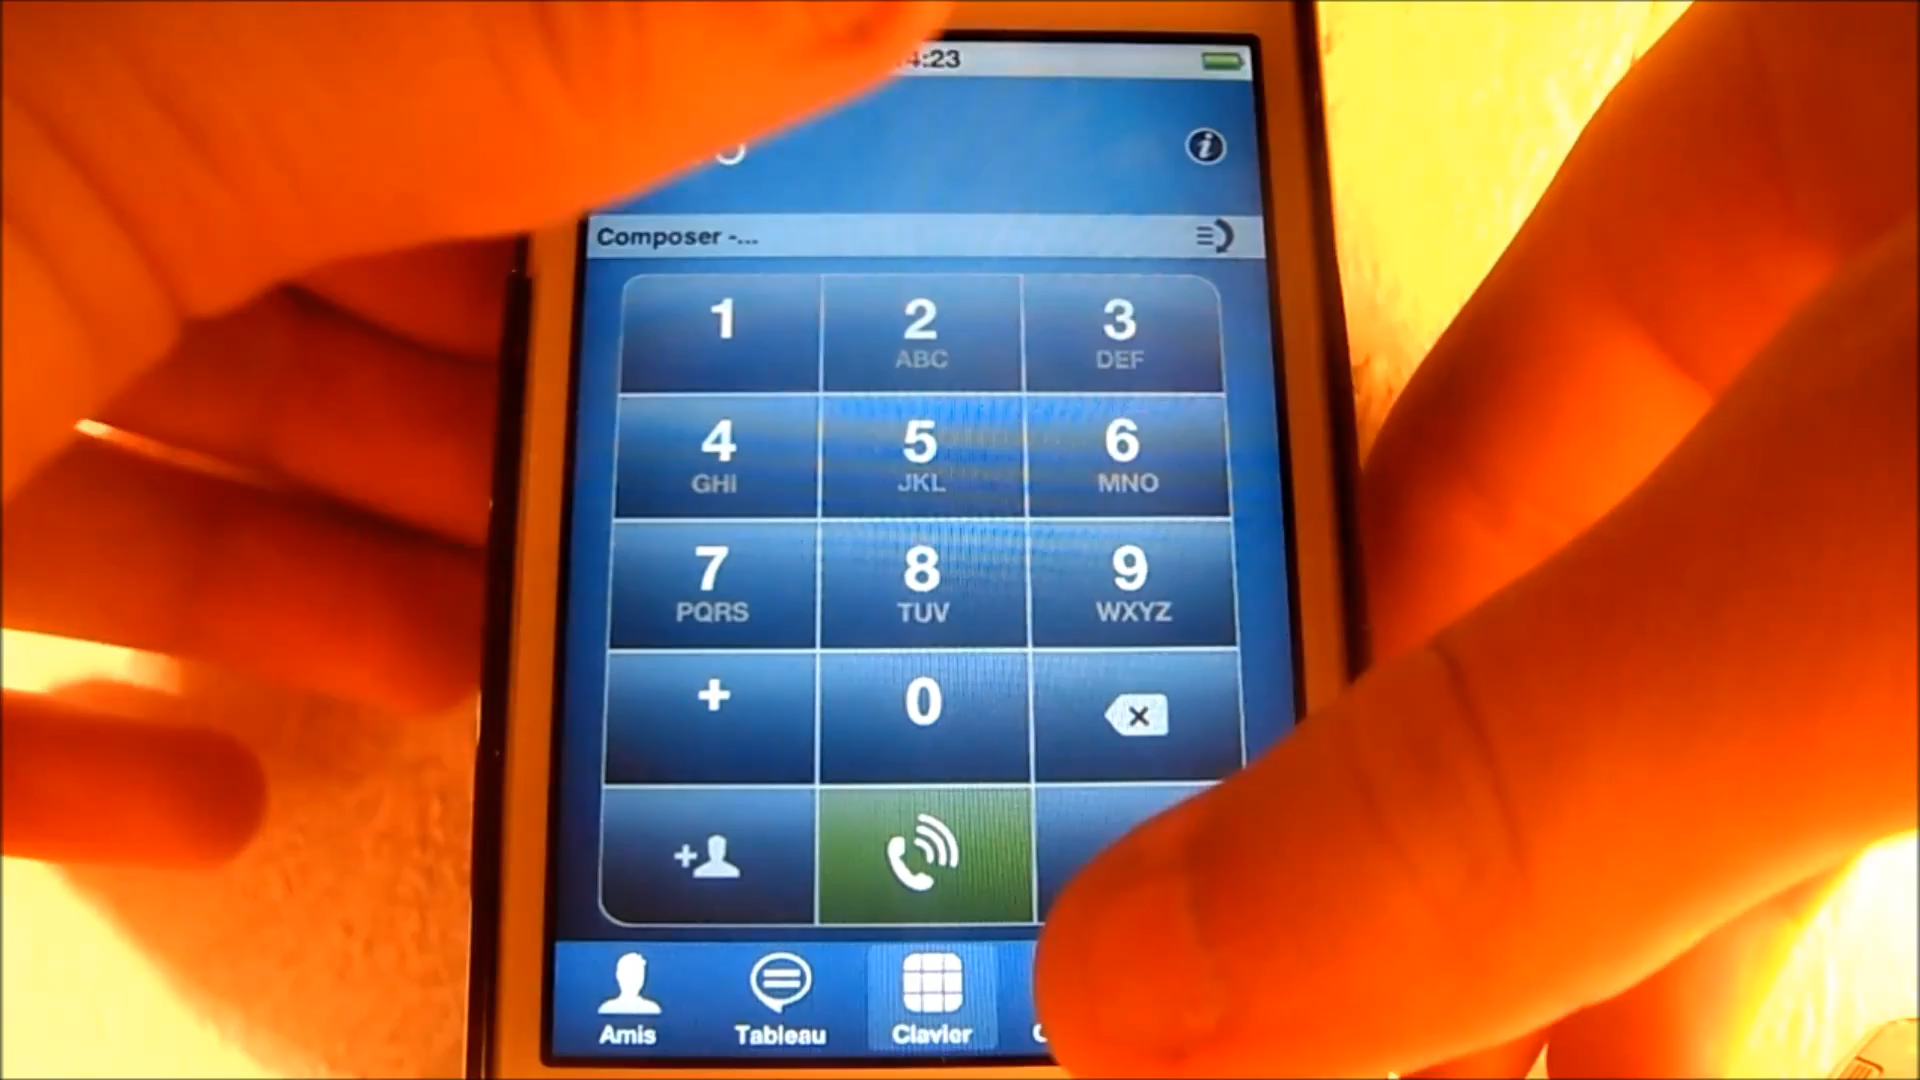 4:23
Composer -...
1 2 3
ABC DEF
4 5 6
GHI JKL MNO
7 8 9
PQRS TUV WXYZ
+ 0
Amis Tableau Clavier